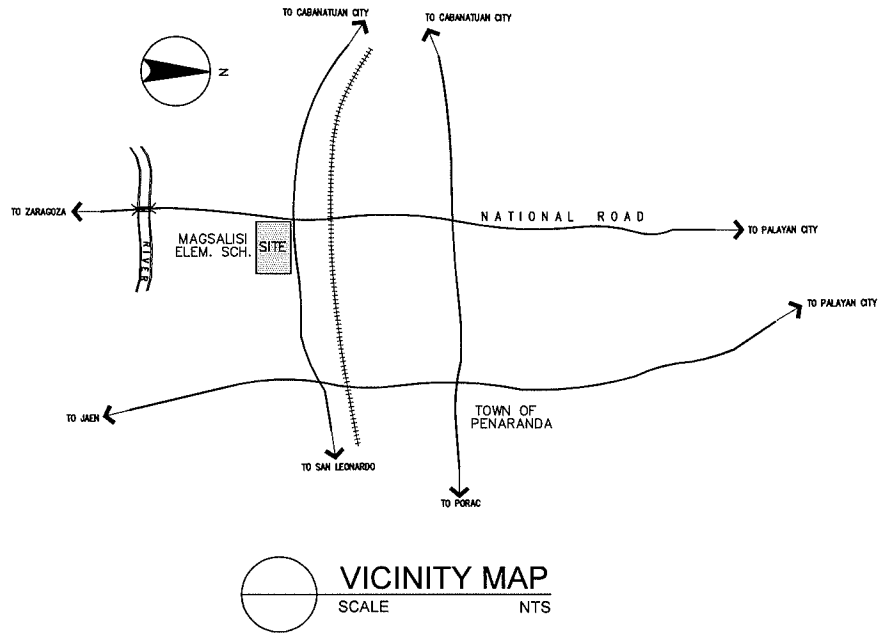 TO CABANATUAN CITY
TO CABANATUAN CITY
N
TO ZARAGOZA
NATIONAL ROAD
TO PALAYAN CITY
MAGSALISI
ELEM. SCH.
SITE
RIVER
TO PALAYAN CITY
TO JAEN
TOWN OF
PENARANDA
TO SAN LEONARDO
TO PORAC
VICINITY MAP
SCALE NTS